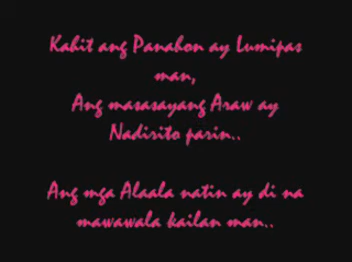 Kahit ang Panahon ay Lumipas
man,
Ang masasayang Araw ay
Nadirito parin..
Ang mga Alaala natin ay di na
mawawala kailan man..